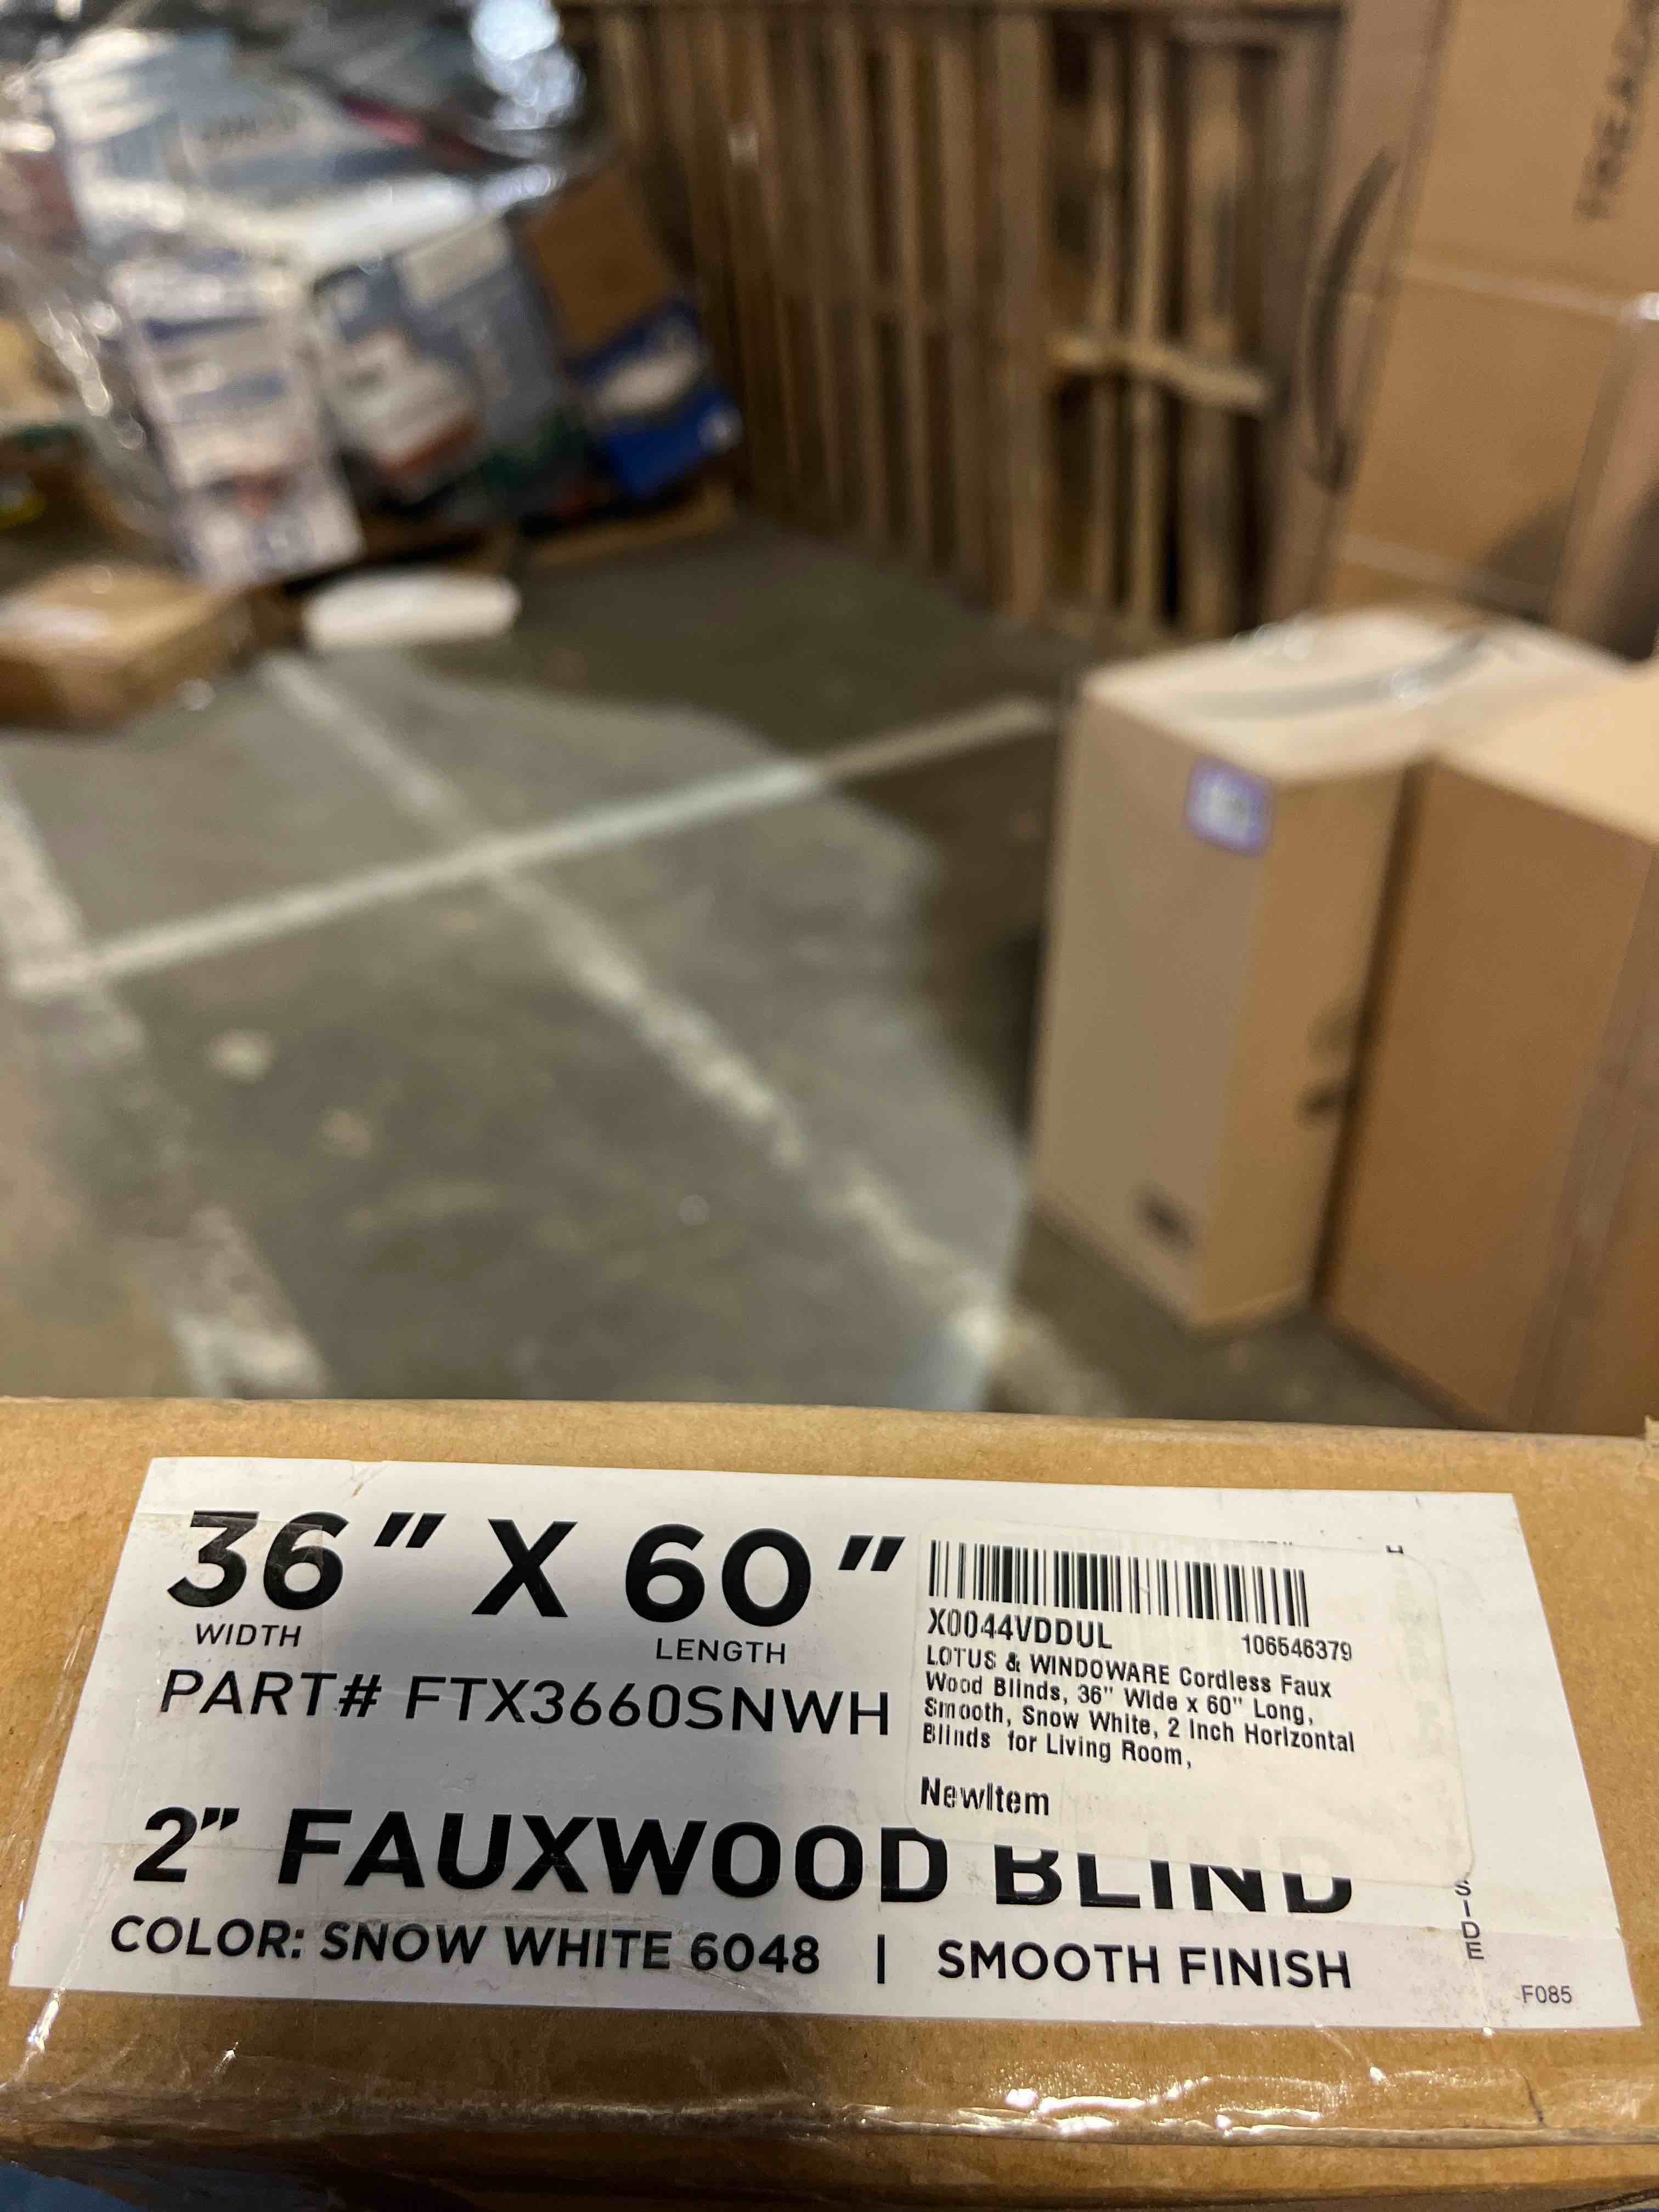 36" X 60"
WIDTH
LENGTH
PART# FTX3660SNWH
2" FAUXWOOD BLIND
COLOR: SNOW WHITE 6048 | SMOOTH FINISH
X0044VDDUL
106546379
LOTUS & WINDOWARE Cordless Faux
Wood Blinds, 36" Wide x 60" Long,
Smooth, Snow White, 2 Inch Horizontal
Blinds for Living Room,
NewItem
SIDE
F085